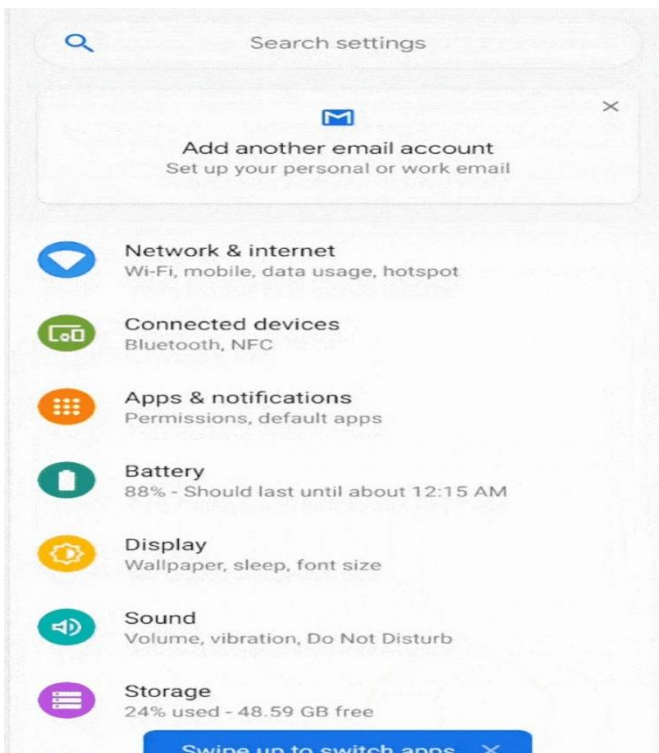 Search settings
Add another email account
Set up your personal or work email
Network & internet
Wi-Fi, mobile, data usage, hotspot
Connected devices
Bluetooth, NFC
Apps & notifications
Permissions, default apps
Battery
88% - Should last until about 12:15 AM
Display
Wallpaper, sleep, font size
Sound
Volume, vibration, Do Not Disturb
Storage
24% used - 48.59 GB free
Swipe up to switch apps